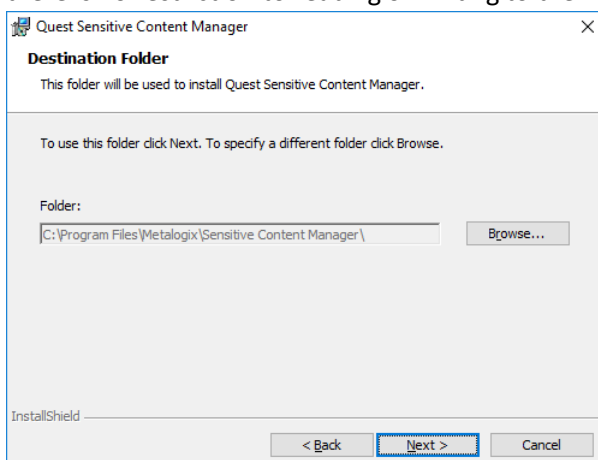 Quest Sensitive Content Manager
Destination Folder
This folder will be used to install Quest Sensitive Content Manager.
To use this folder click Next. To specify a different folder click Browse.
Folder:
C:\Program Files\Metalogix\Sensitive Content Manager\
Browse...
InstallShield
< Back
Next >
Cancel